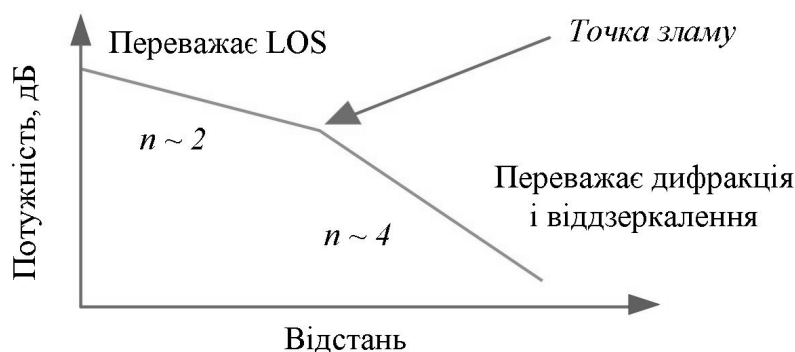 Переважає LOS
Точка зламу
Потужність, дБ
n ~ 2
Переважає дифракція
і віддзеркалення
n ~ 4
Відстань